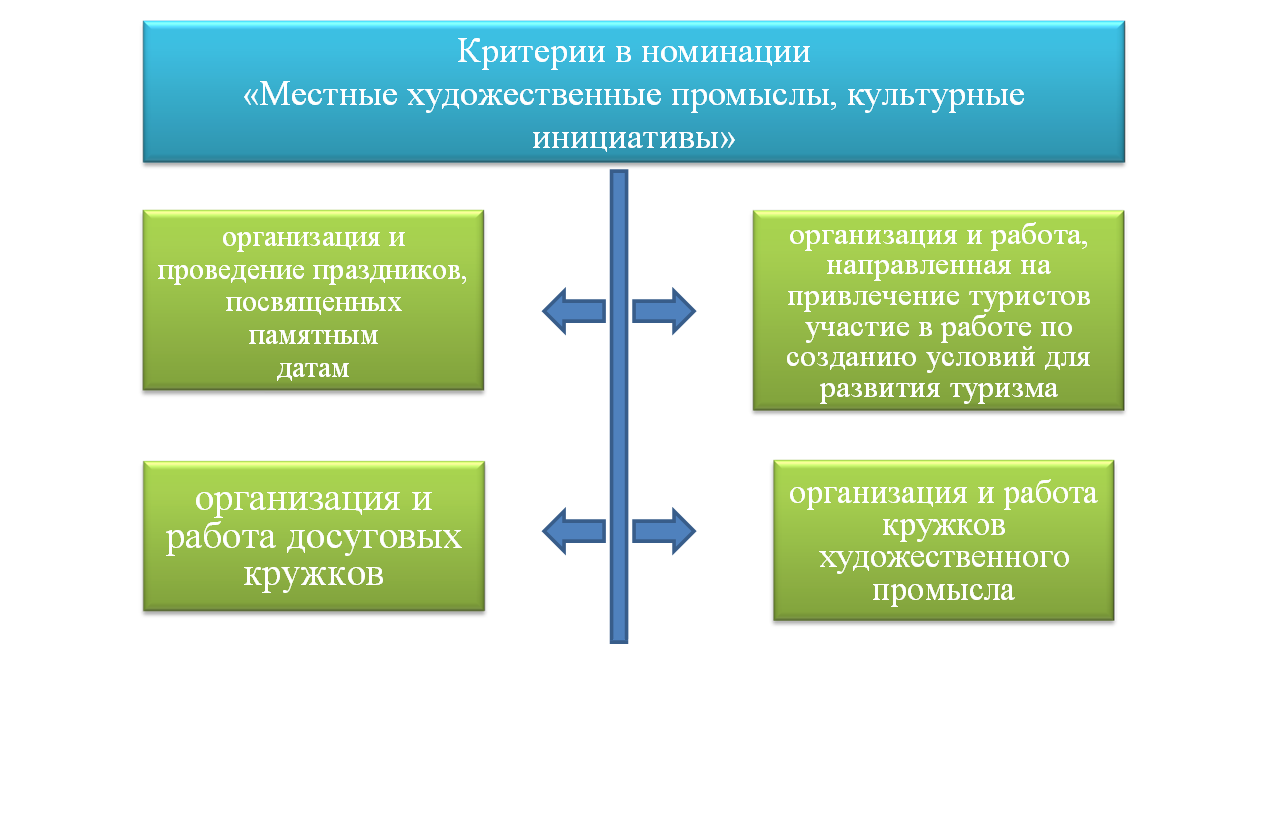 Критерии в номинации
«Местные художественные промыслы, культурные
инициативы»
организация и
проведение праздников,
посвященных
памятным
датам
организация и работа,
направленная на
привлечение туристов
участие в работе по
созданию условий для
развития туризма
организация и
работа досуговых
кружков
организация и работа
кружков
художественного
промысла